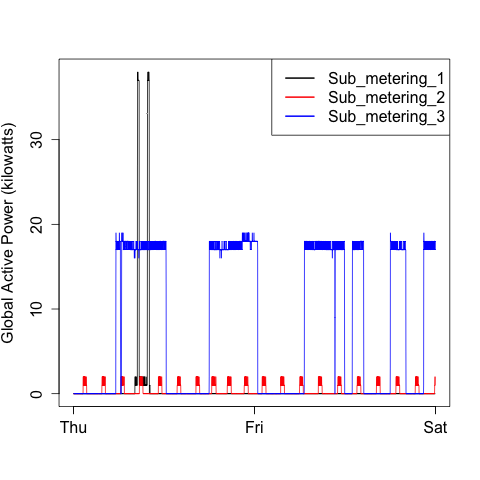 Sub_metering_1
Sub_metering_2
Sub_metering_3
Global Active Power (kilowatts)
30
20
10
0
Thu Fri Sat